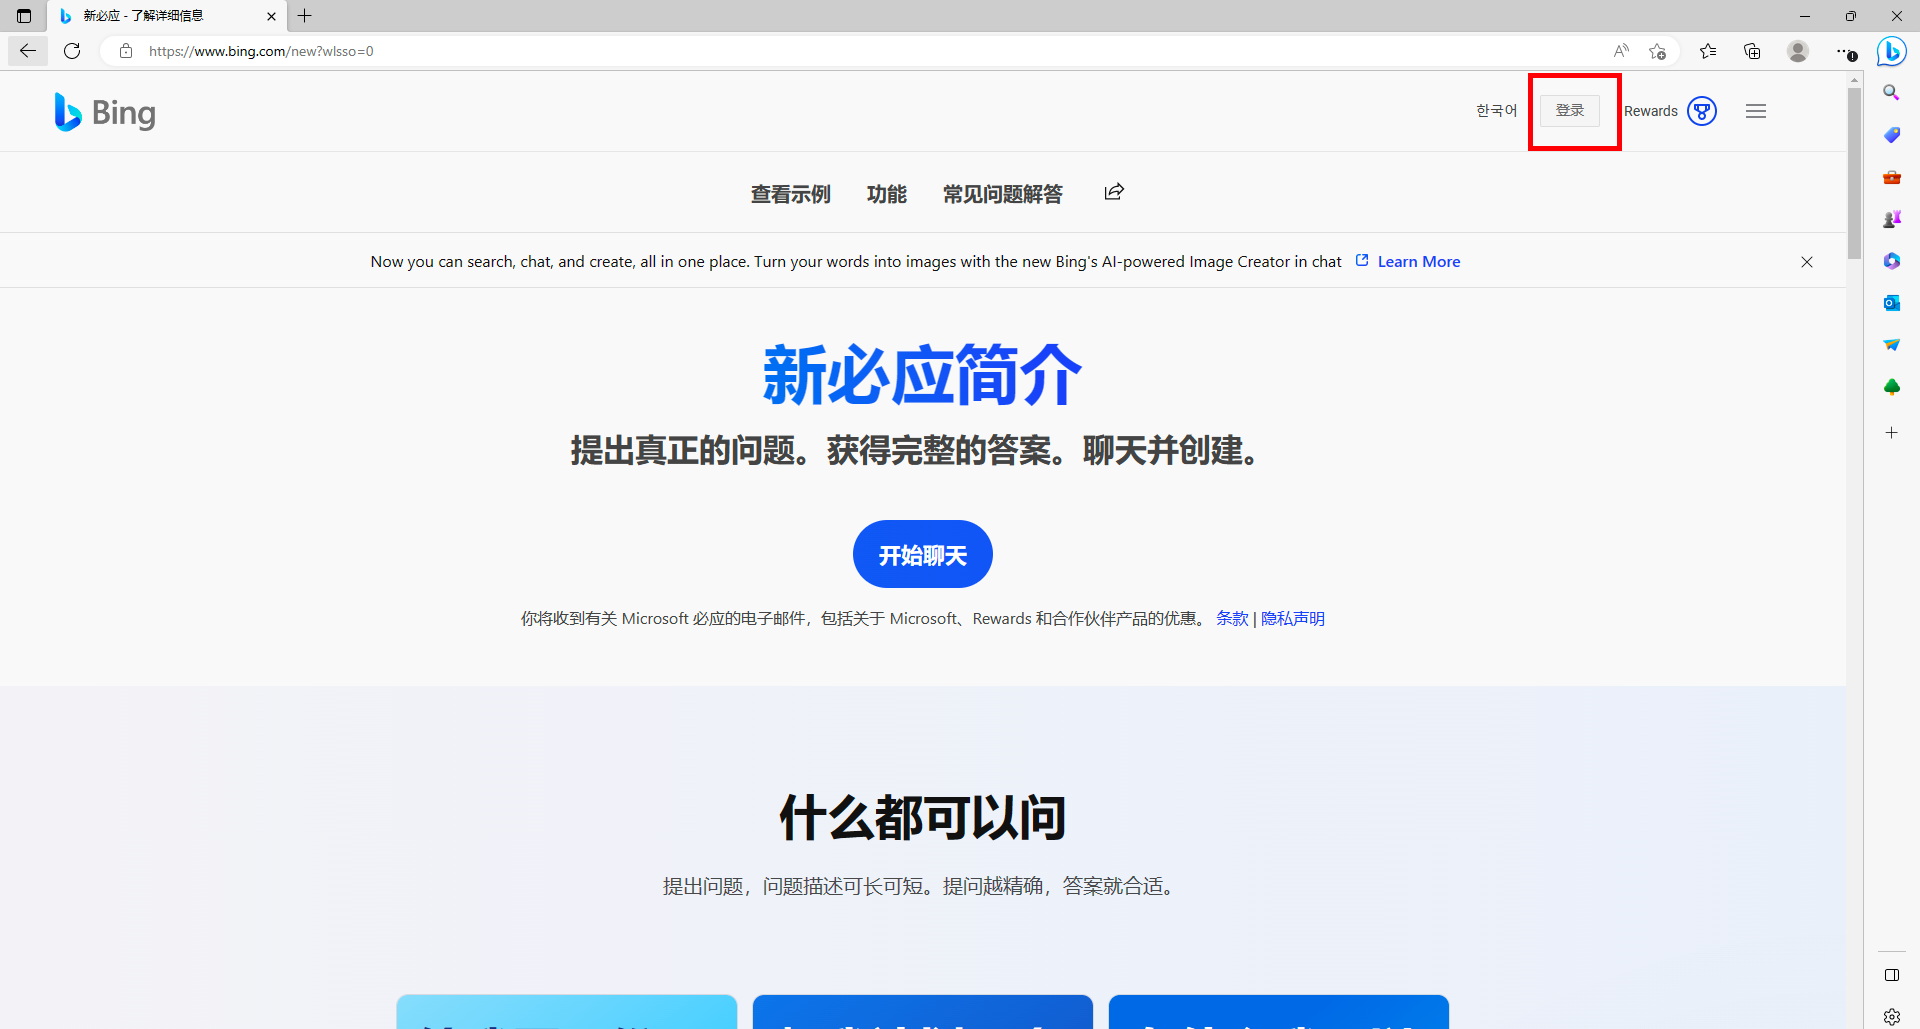 新必应 - 了解详细信息
https://www.bing.com/new?wlsso=0
Bing
한국어
登录
Rewards
查看示例
功能
常见问题解答
Now you can search, chat, and create, all in one place. Turn your words into images with the new Bing's AI-powered Image Creator in chat
Learn More
新必应简介
提出真正的问题。获得完整的答案。聊天并创建。
开始聊天
你将收到有关 Microsoft 必应的电子邮件，包括关于 Microsoft、Rewards 和合作伙伴产品的优惠。 条款 | 隐私声明
什么都可以问
提出问题，问题描述可长可短。提问越精确，答案就合适。